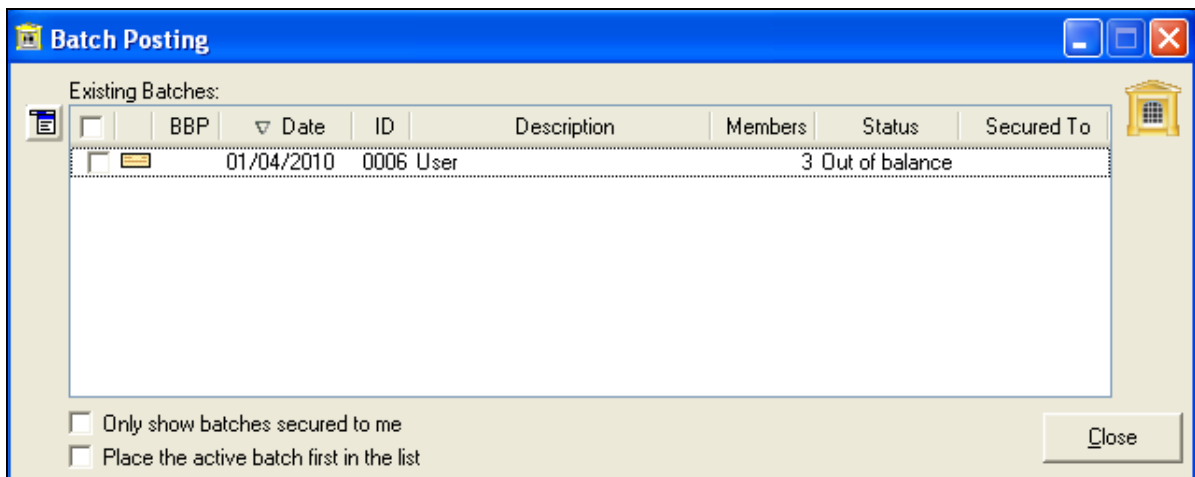 Batch Posting
Existing Batches:
BBP Date ID Description Members Status Secured To
01/04/2010 0006 User 3 Out of balance
Only show batches secured to me
Place the active batch first in the list
Close